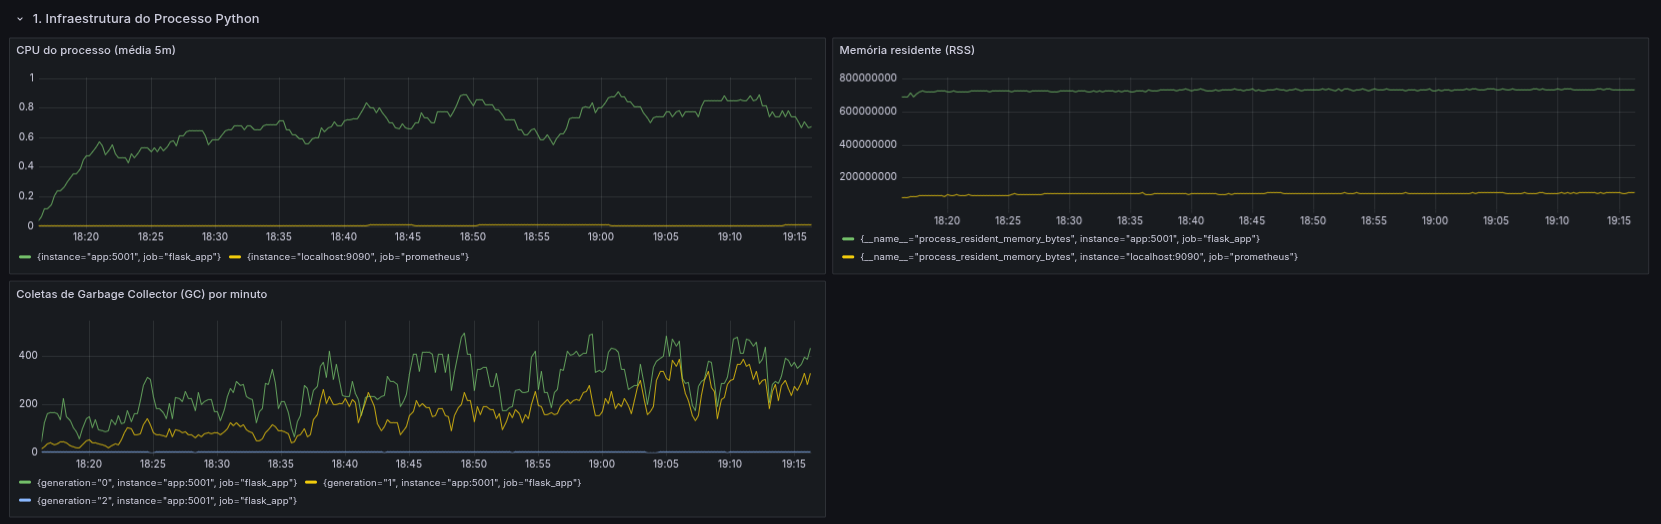 1. Infraestrutura do Processo Python
CPU do processo (média 5m)
1
0.8
0.6
0.4
0.2
0
18:20 18:25 18:30 18:35 18:40 18:45 18:50 18:55 19:00 19:05 19:10 19:15
{instance="app:5001", job="flask_app"} {instance="localhost:9090", job="prometheus"}
Memória residente (RSS)
800000000
600000000
400000000
200000000
18:20 18:25 18:30 18:35 18:40 18:45 18:50 18:55 19:00 19:05 19:10 19:15
{__name__="process_resident_memory_bytes", instance="app:5001", job="flask_app"}
{__name__="process_resident_memory_bytes", instance="localhost:9090", job="prometheus"}
Coletas de Garbage Collector (GC) por minuto
400
200
0
18:20 18:25 18:30 18:35 18:40 18:45 18:50 18:55 19:00 19:05 19:10 19:15
{generation="0", instance="app:5001", job="flask_app"} {generation="1", instance="app:5001", job="flask_app"}
{generation="2", instance="app:5001", job="flask_app"}